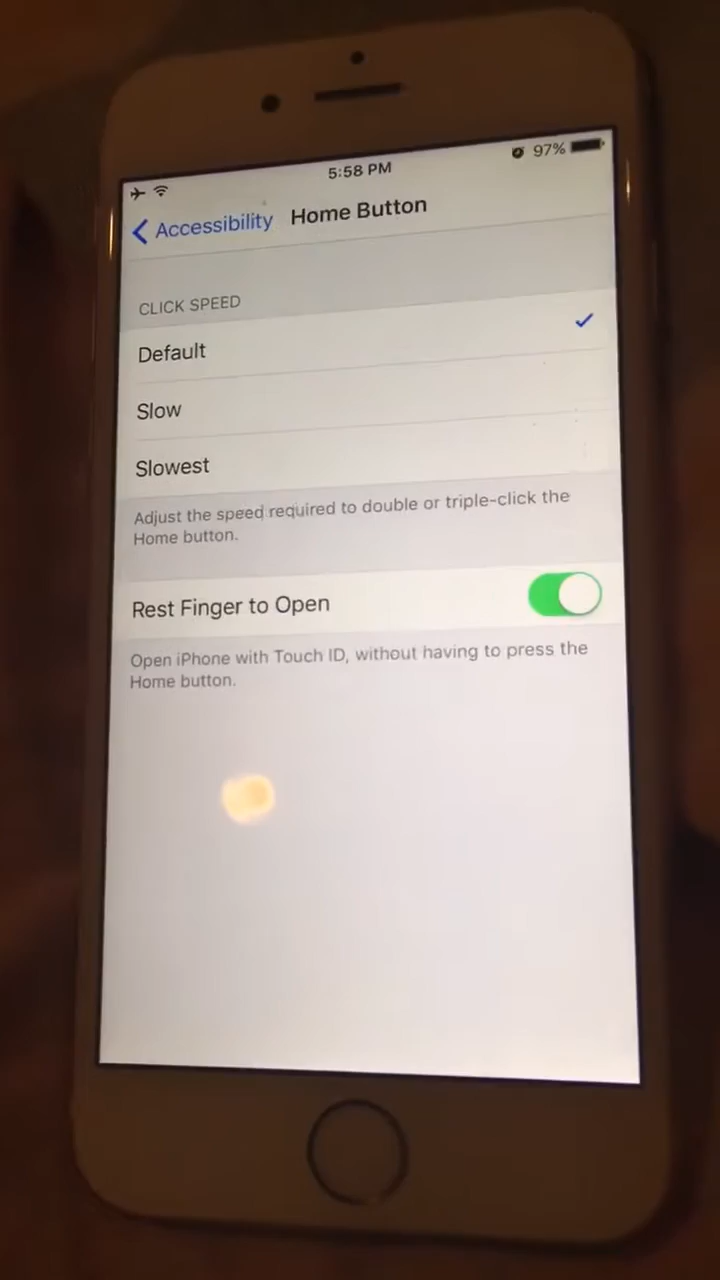 5:58 PM
97%
Accessibility
Home Button
CLICK SPEED
Default
Slow
Slowest
Adjust the speed required to double or triple-click the
Home button.
Rest Finger to Open
Open iPhone with Touch ID, without having to press the
Home button.